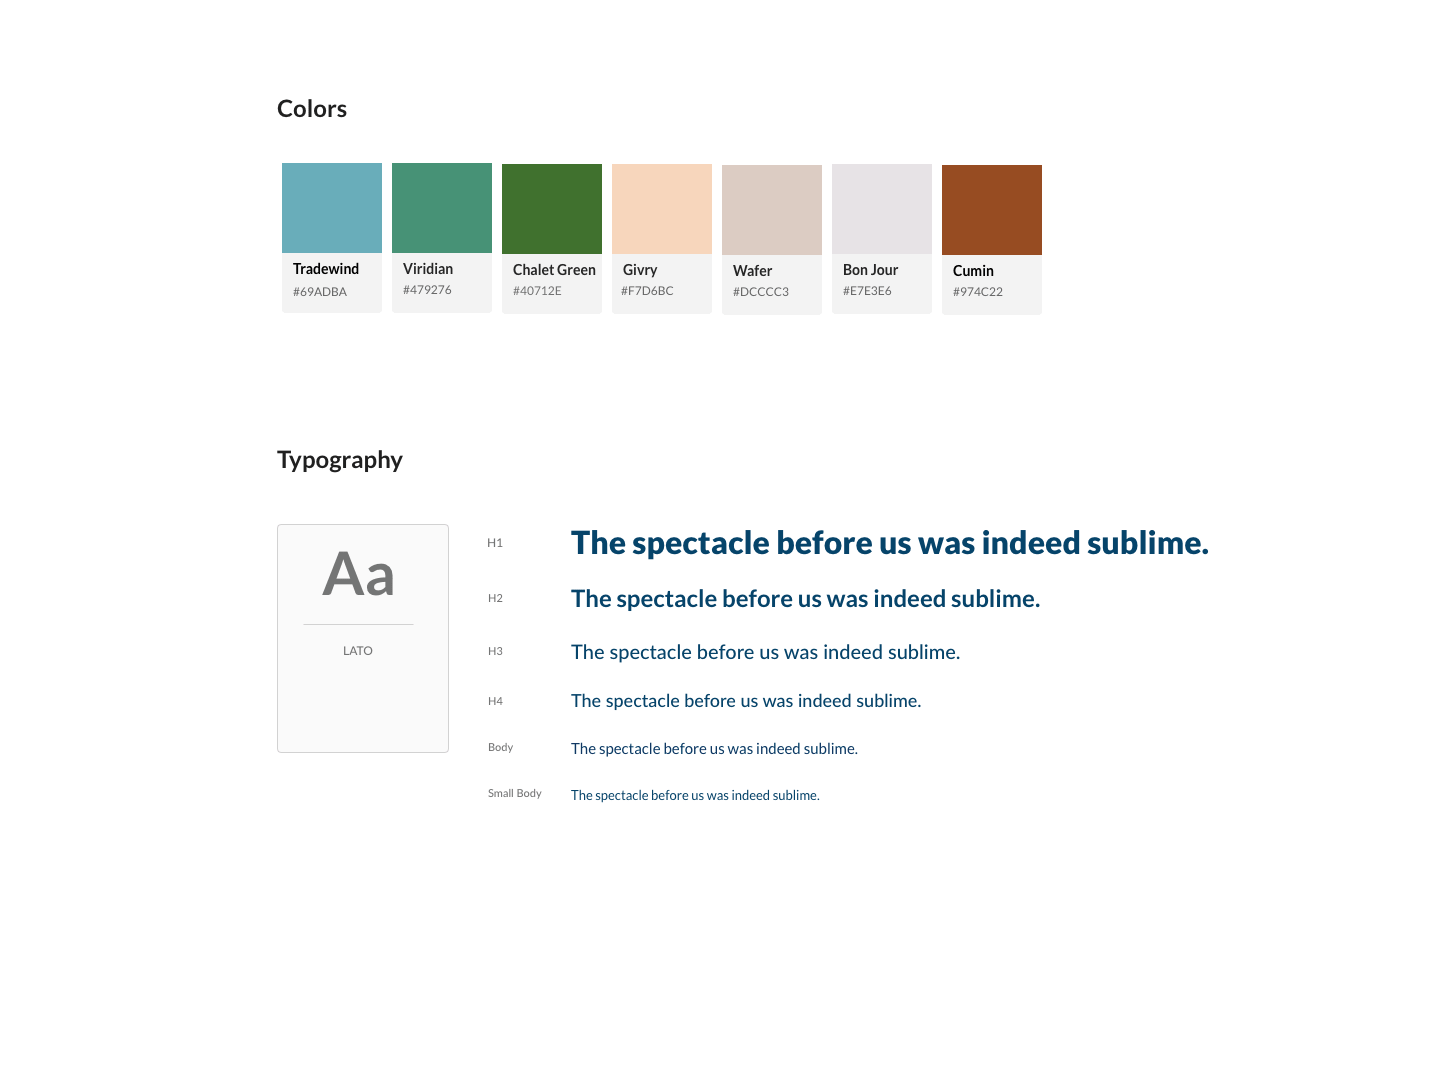 Colors
Tradewind
#69ADBA
Viridian
#479276
Chalet Green
#40712E
Givry
#F7D6BC
Wafer
#DCCCC3
Bon Jour
#E7E3E6
Cumin
#974C22
Typography
Aa
LATO
H1
The spectacle before us was indeed sublime.
H2
The spectacle before us was indeed sublime.
H3
The spectacle before us was indeed sublime.
H4
The spectacle before us was indeed sublime.
Body
The spectacle before us was indeed sublime.
Small Body
The spectacle before us was indeed sublime.